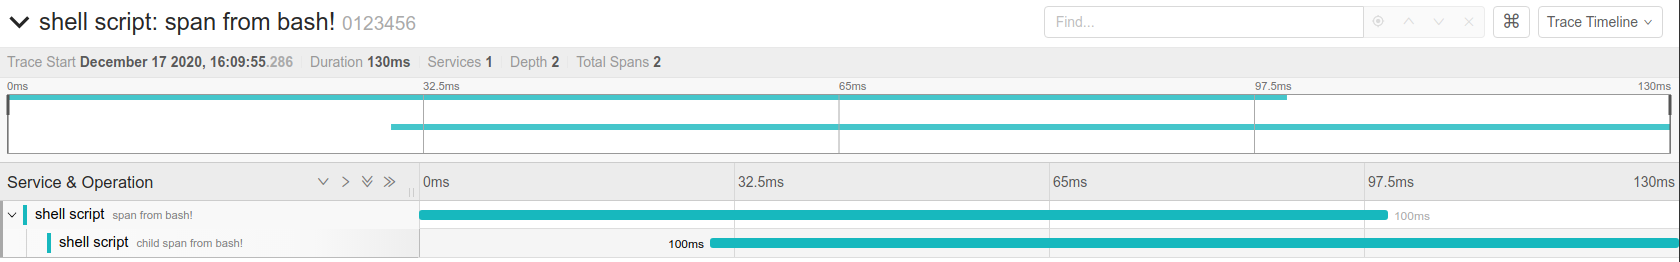 shell script: span from bash! 0123456 Find... ⌘ Trace Timeline
Trace Start December 17 2020, 16:09:55.286 Duration 130ms Services 1 Depth 2 Total Spans 2
0ms 32.5ms 65ms 97.5ms 130ms
Service & Operation 0ms 32.5ms 65ms 97.5ms 130ms
shell script span from bash! 100ms
shell script child span from bash! 100ms